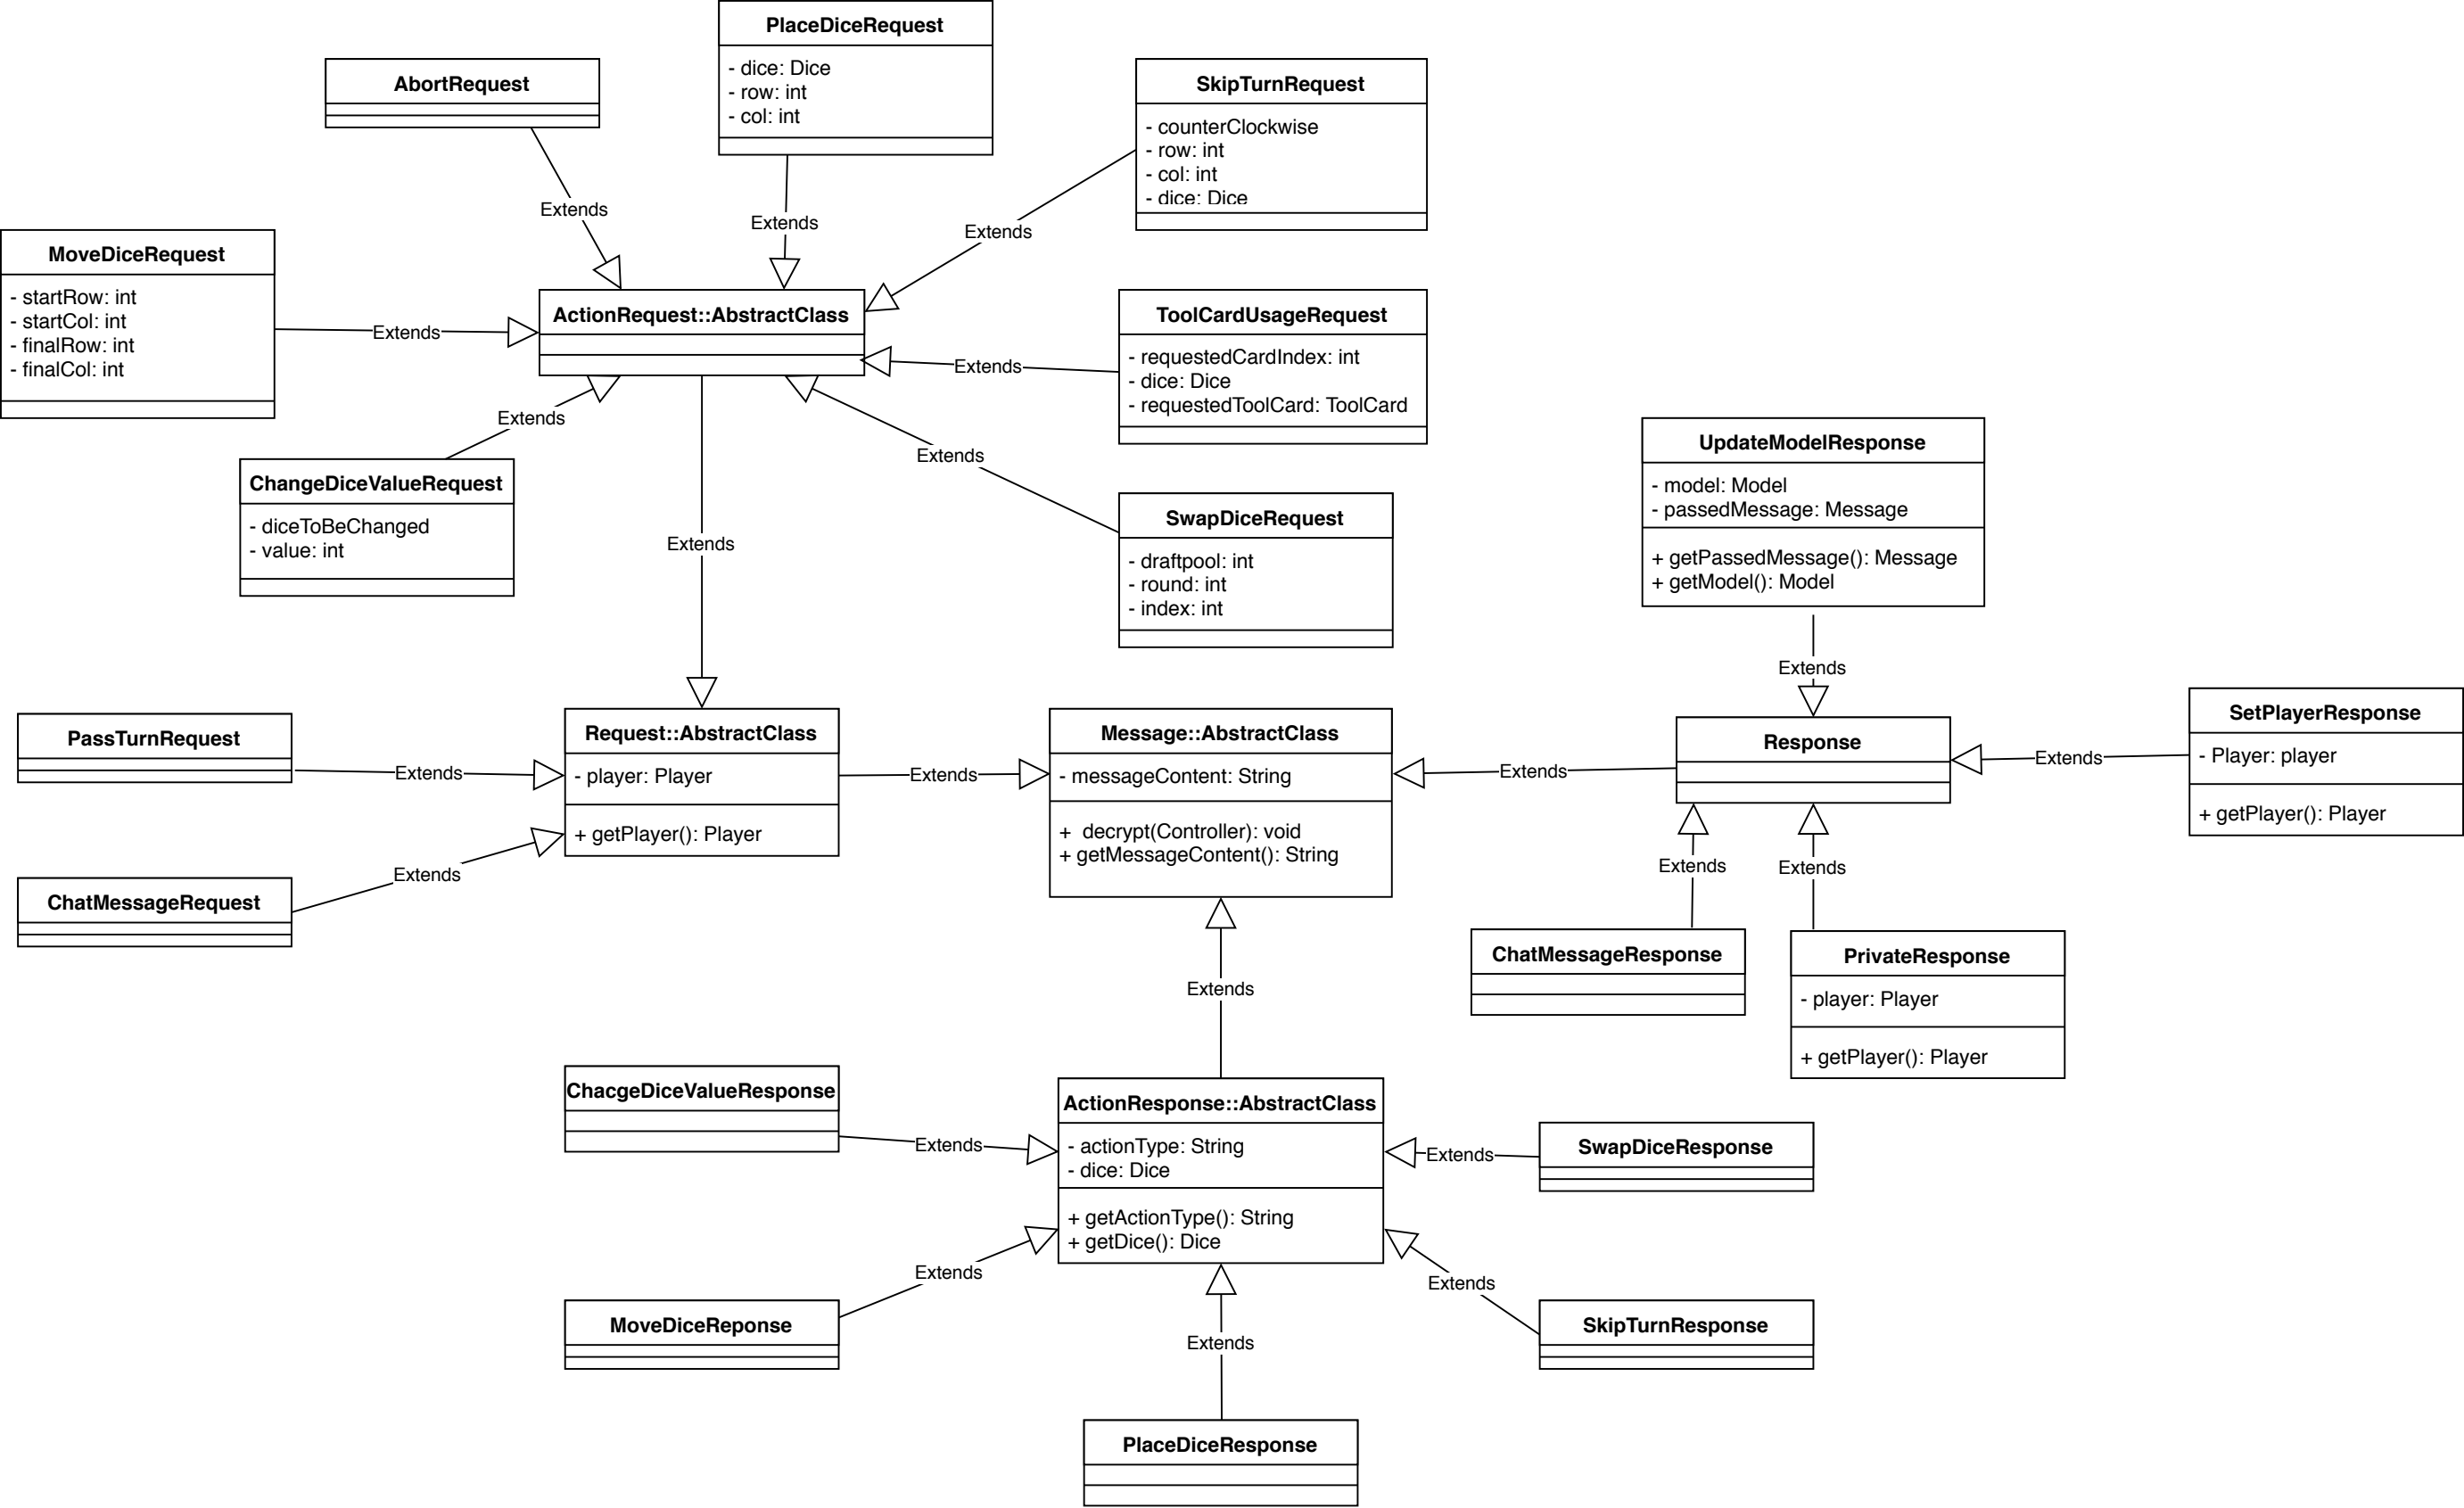 PlaceDiceRequest
- dice: Dice
- row: int
- col: int
AbortRequest
SkipTurnRequest
- counterClockwise
- row: int
- col: int
- dice: Dice
Extends
Extends
Extends
MoveDiceRequest
- startRow: int
- startCol: int
- finalRow: int
- finalCol: int
Extends
ActionRequest::AbstractClass
Extends
ToolCardUsageRequest
- requestedCardIndex: int
- dice: Dice
- requestedToolCard: ToolCard
Extends
Extends
ChangeDiceValueRequest
- diceToBeChanged
- value: int
Extends
SwapDiceRequest
- draftpool: int
- round: int
- index: int
UpdateModelResponse
- model: Model
- passedMessage: Message
+ getPassedMessage(): Message
+ getModel(): Model
Extends
PassTurnRequest
Extends
Request::AbstractClass
- player: Player
+ getPlayer(): Player
Extends
Message::AbstractClass
- messageContent: String
+  decrypt(Controller): void
+ getMessageContent(): String
Extends
Response
Extends
SetPlayerResponse
- Player: player
+ getPlayer(): Player
Extends
ChatMessageRequest
Extends
Extends
ChatMessageResponse
PrivateResponse
- player: Player
+ getPlayer(): Player
Extends
ChacgeDiceValueResponse
Extends
ActionResponse::AbstractClass
- actionType: String
- dice: Dice
+ getActionType(): String
+ getDice(): Dice
Extends
SwapDiceResponse
Extends
Extends
MoveDiceReponse
SkipTurnResponse
Extends
PlaceDiceResponse